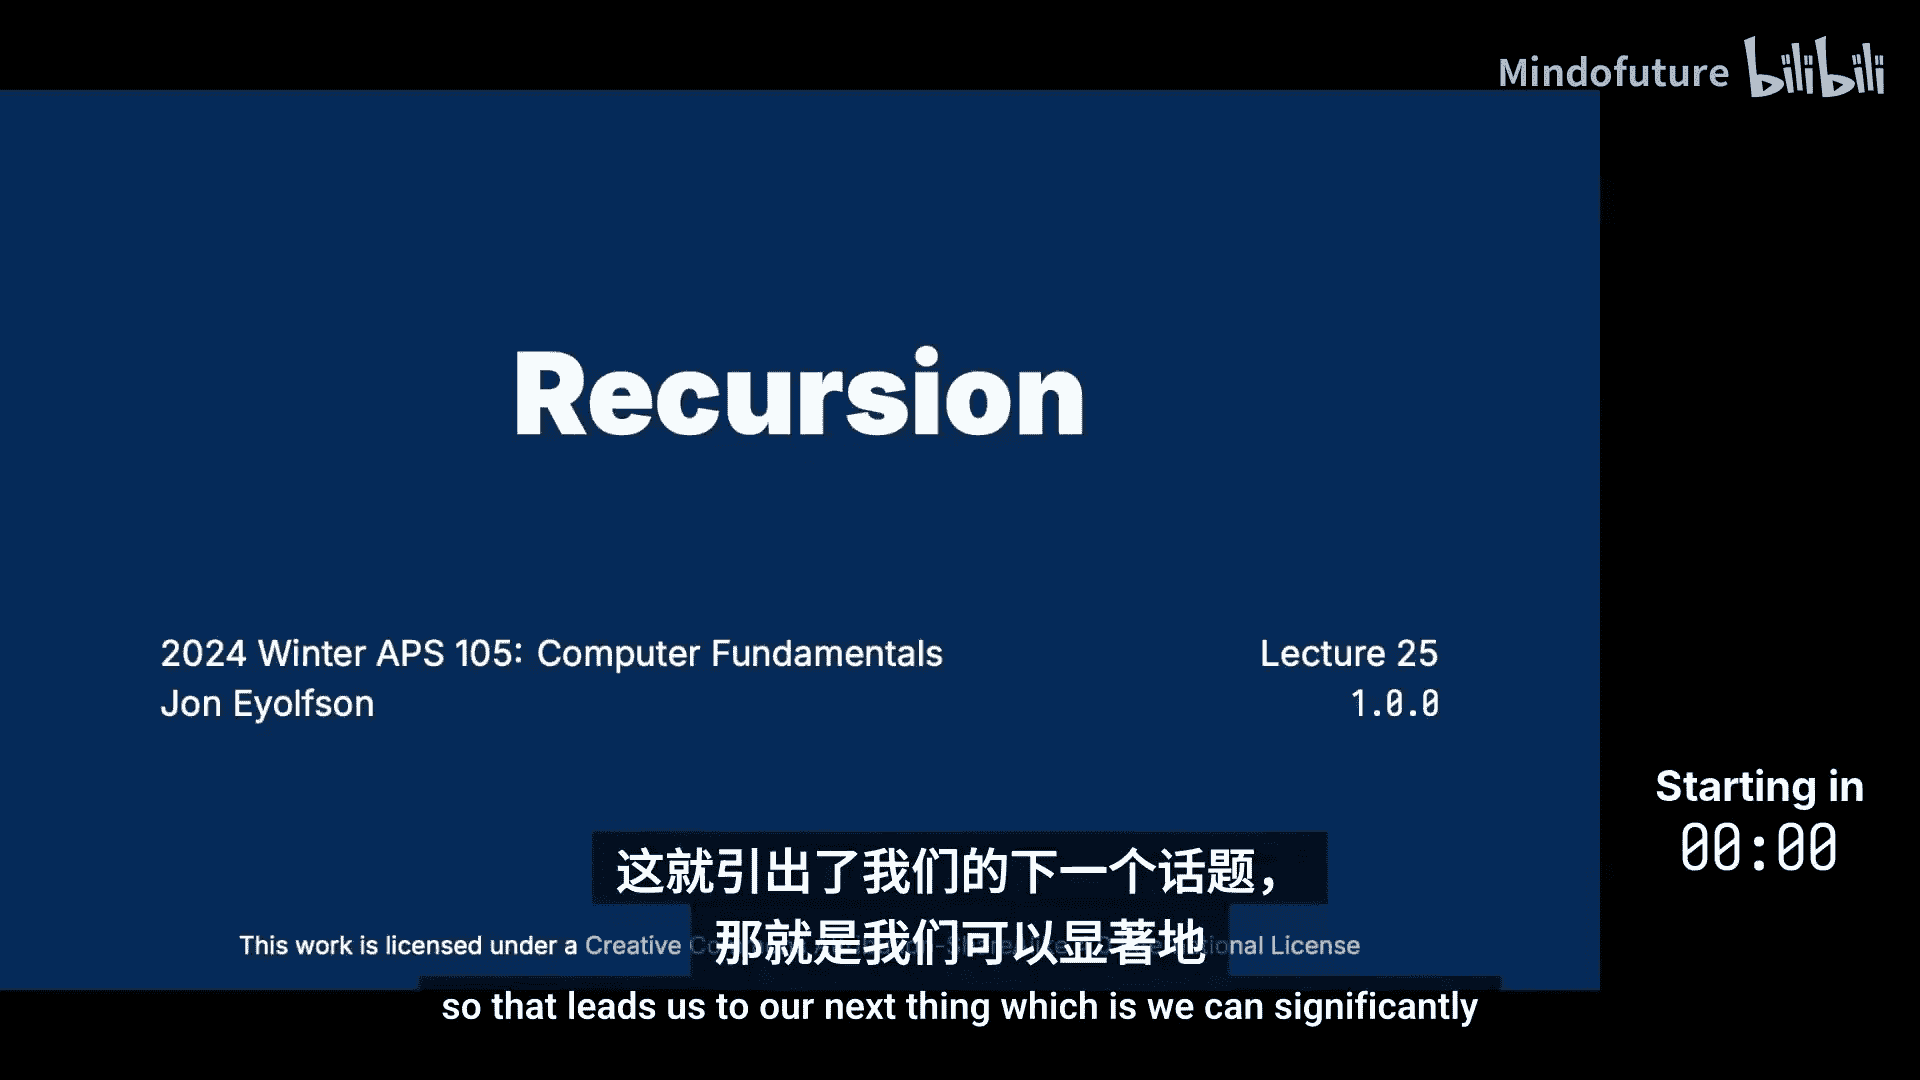 Mindofuture bilibili
Recursion
2024 Winter APS 105: Computer Fundamentals
Lecture 25
Jon Eyolfson
1.0.0
Starting in
00:00
这就引出了我们的下一个话题，
那就是我们可以显著地
This work is licensed under a Creative
License
so that leads us to our next thing which is we can significantly